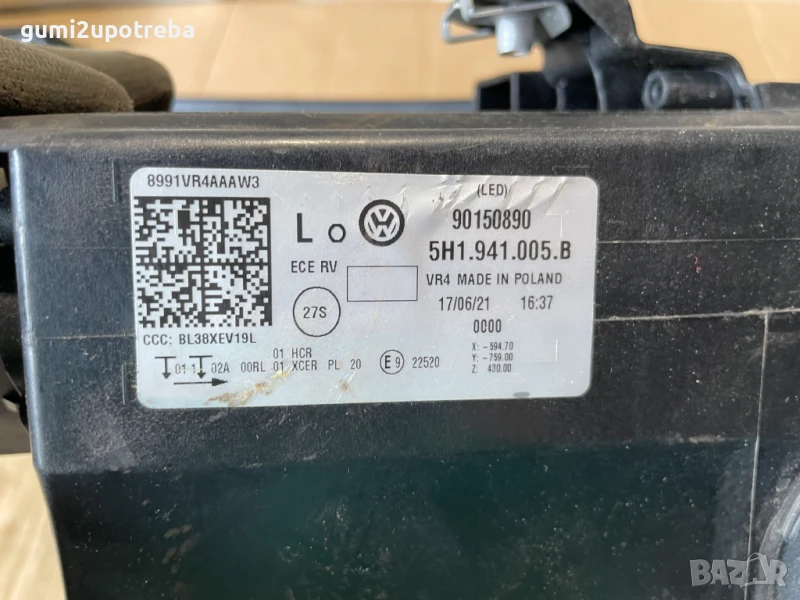 gumi2upotreba
8991VR4AAAW3
(LED)
L O
90150890
5H1.941.005.B
ECE RV
VR4 MADE IN POLAND
27S
17/06/21 16:37
0000
CCC: BL38XEV19L
X: -594.70
Y: -759.00
Z: 430.00
01 HCR
01 1 02A 00RL 01 XCER PL 20 E9 22520
BAZAR